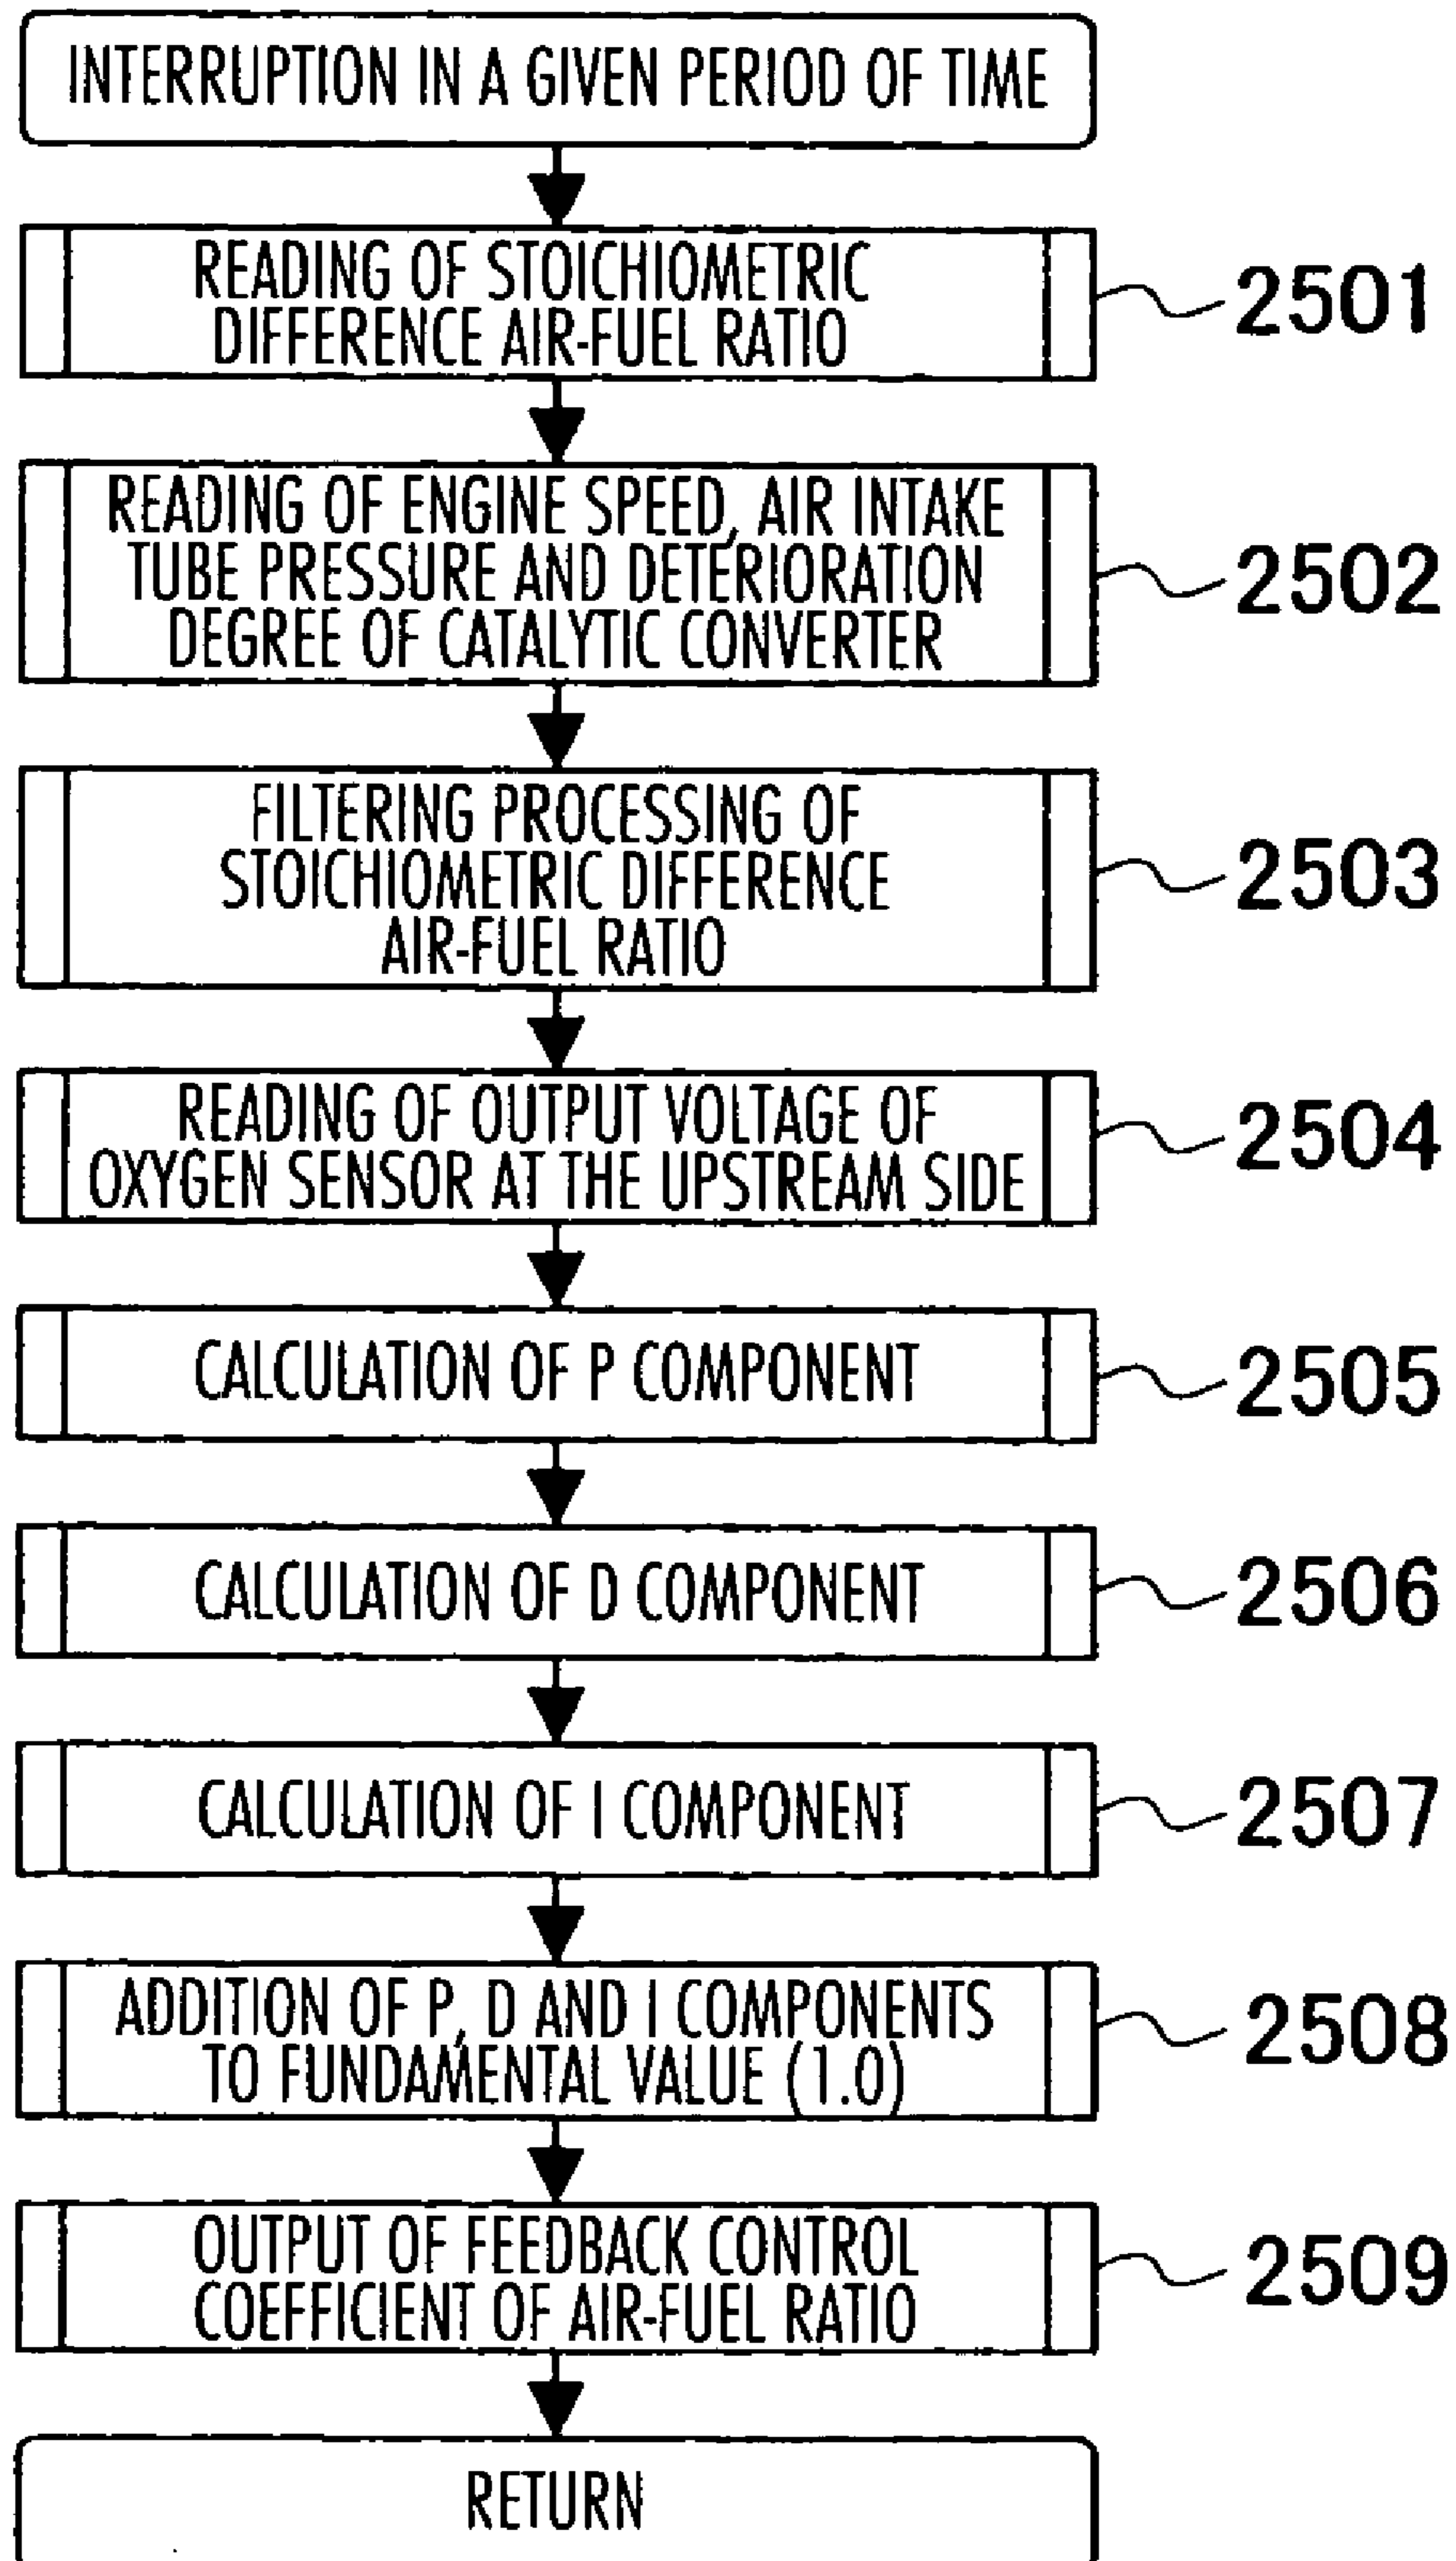 INTERRUPTION IN A GIVEN PERIOD OF TIME
READING OF STOICHIOMETRIC
DIFFERENCE AIR-FUEL RATIO
2501
READING OF ENGINE SPEED, AIR INTAKE
TUBE PRESSURE AND DETERIORATION
DEGREE OF CATALYTIC CONVERTER
2502
FILTERING PROCESSING OF
STOICHIOMETRIC DIFFERENCE
AIR-FUEL RATIO
2503
READING OF OUTPUT VOLTAGE OF
OXYGEN SENSOR AT THE UPSTREAM SIDE
2504
CALCULATION OF P COMPONENT
2505
CALCULATION OF D COMPONENT
2506
CALCULATION OF I COMPONENT
2507
ADDITION OF P, D AND I COMPONENTS
TO FUNDAMENTAL VALUE (1.0)
2508
OUTPUT OF FEEDBACK CONTROL
COEFFICIENT OF AIR-FUEL RATIO
2509
RETURN